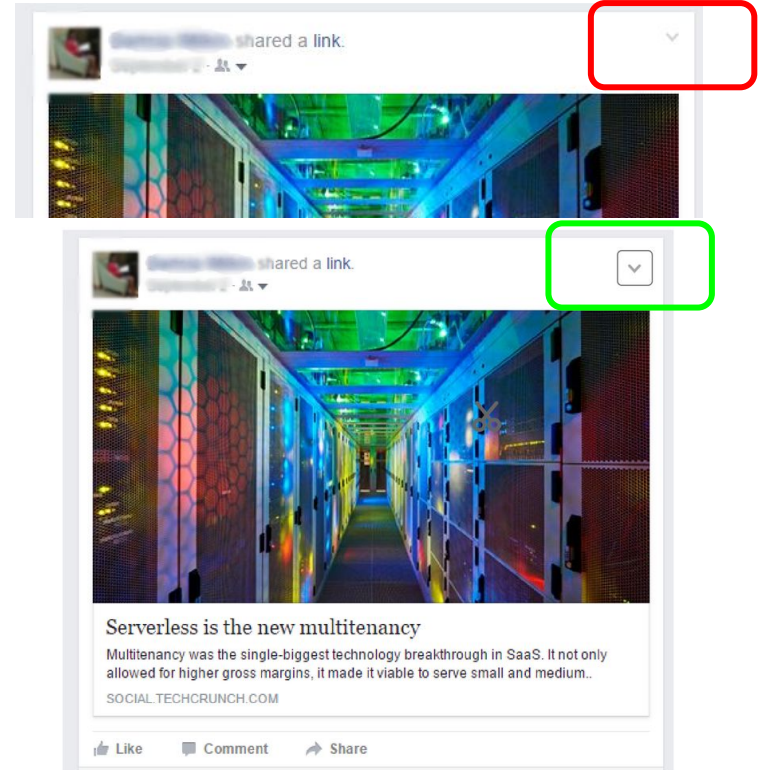 shared a link.
shared a link.
Serverless is the new multitenancy
Multitenancy was the single-biggest technology breakthrough in SaaS. It not only
allowed for higher gross margins, it made it viable to serve small and medium..
SOCIAL.TECHCRUNCH.COM
Like Comment Share